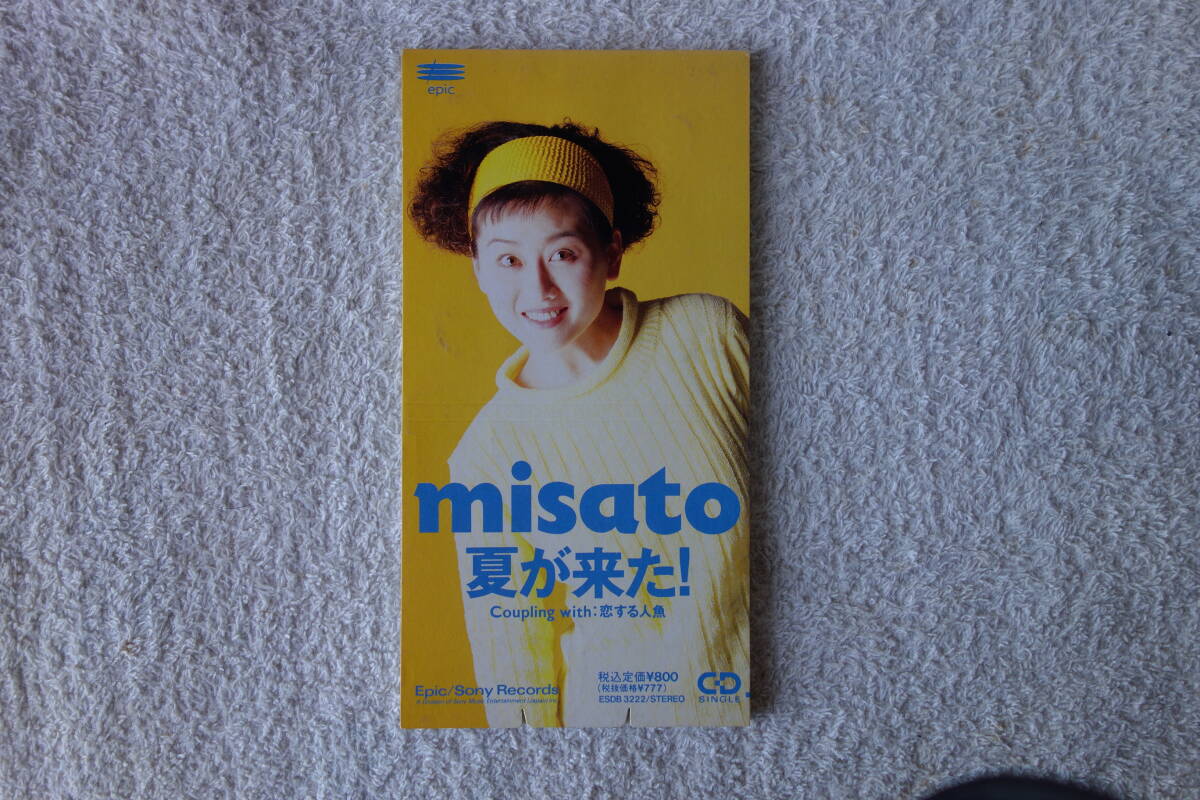 epic
misato
夏が来た!
Coupling with:恋する人魚
税込定価¥800
(税抜価格¥777)
Epic/Sony Records
ESDB 3222/STEREO
A Division of Sony Music Entertainment (Japan) Inc.
CD
SINGLE